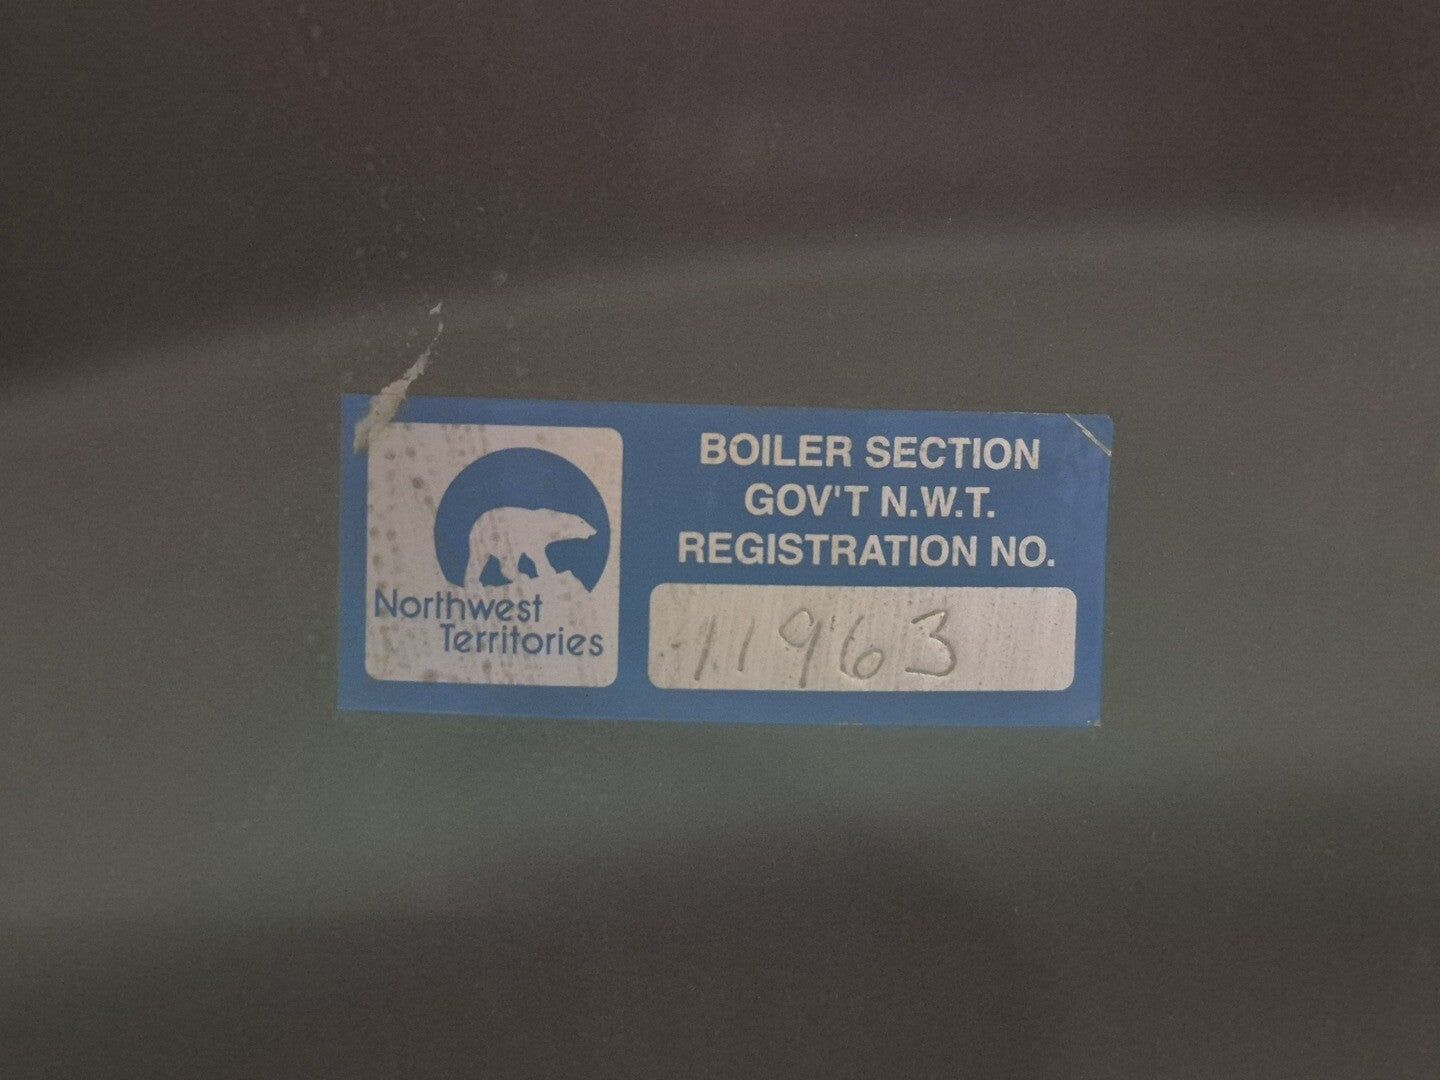 Northwest
Territories
BOILER SECTION
GOV'T N.W.T.
REGISTRATION NO.
11963